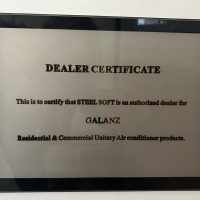 DEALER CERTIFICATE
This is to certify that STEEL SOFT is an authorized dealer for
GALANZ
Residential & Commercial Unitary Air conditioner products.